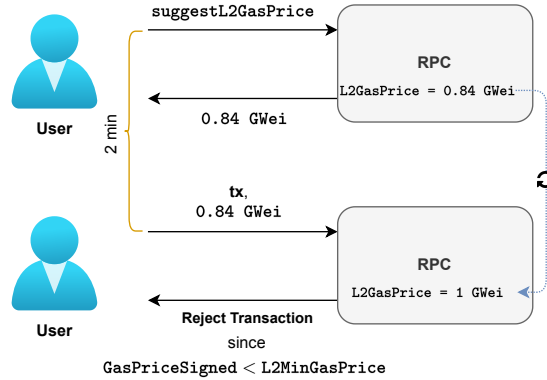 suggestL2GasPrice
RPC
L2GasPrice = 0.84 GWei
0.84 GWei
User
2 min
tx,
0.84 GWei
RPC
L2GasPrice = 1 GWei
User
Reject Transaction
since
GasPriceSigned < L2MinGasPrice